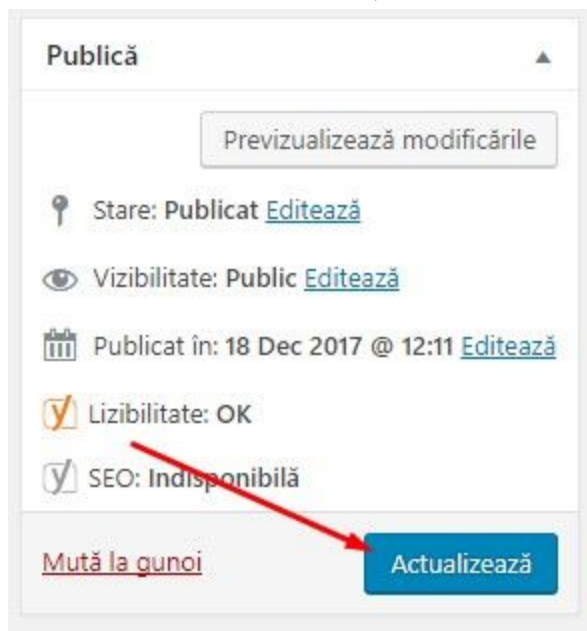 Publică
Previzualizează modificările
Stare: Publicat Editează
Vizibilitate: Public Editează
Publicat în: 18 Dec 2017 @ 12:11 Editează
Lizibilitate: OK
SEO: Indisponibilă
Mută la gunoi Actualizează